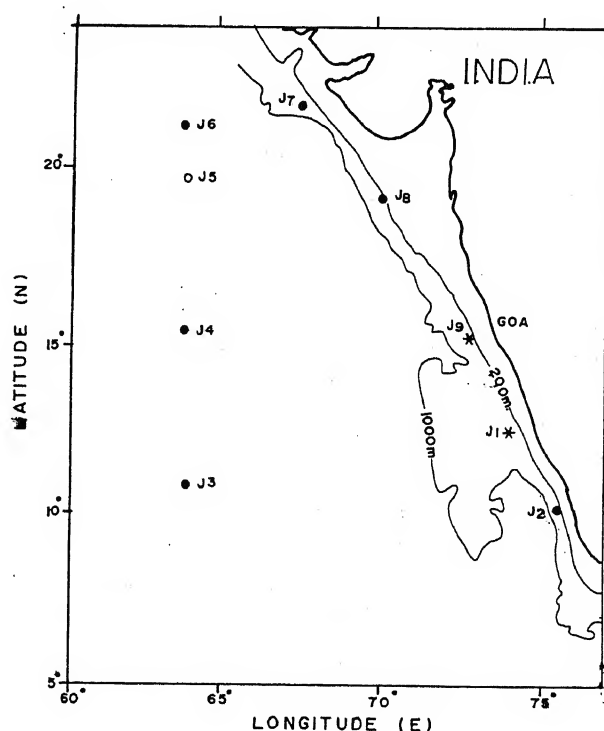 INDIA
J7
J6
20°
J5
J8
LATITUDE (N)
GOA
J9
J4
15°
200m.
1000m
J1
J3
10°
J2
5°
60°
65°
70°
75°
LONGITUDE (E)